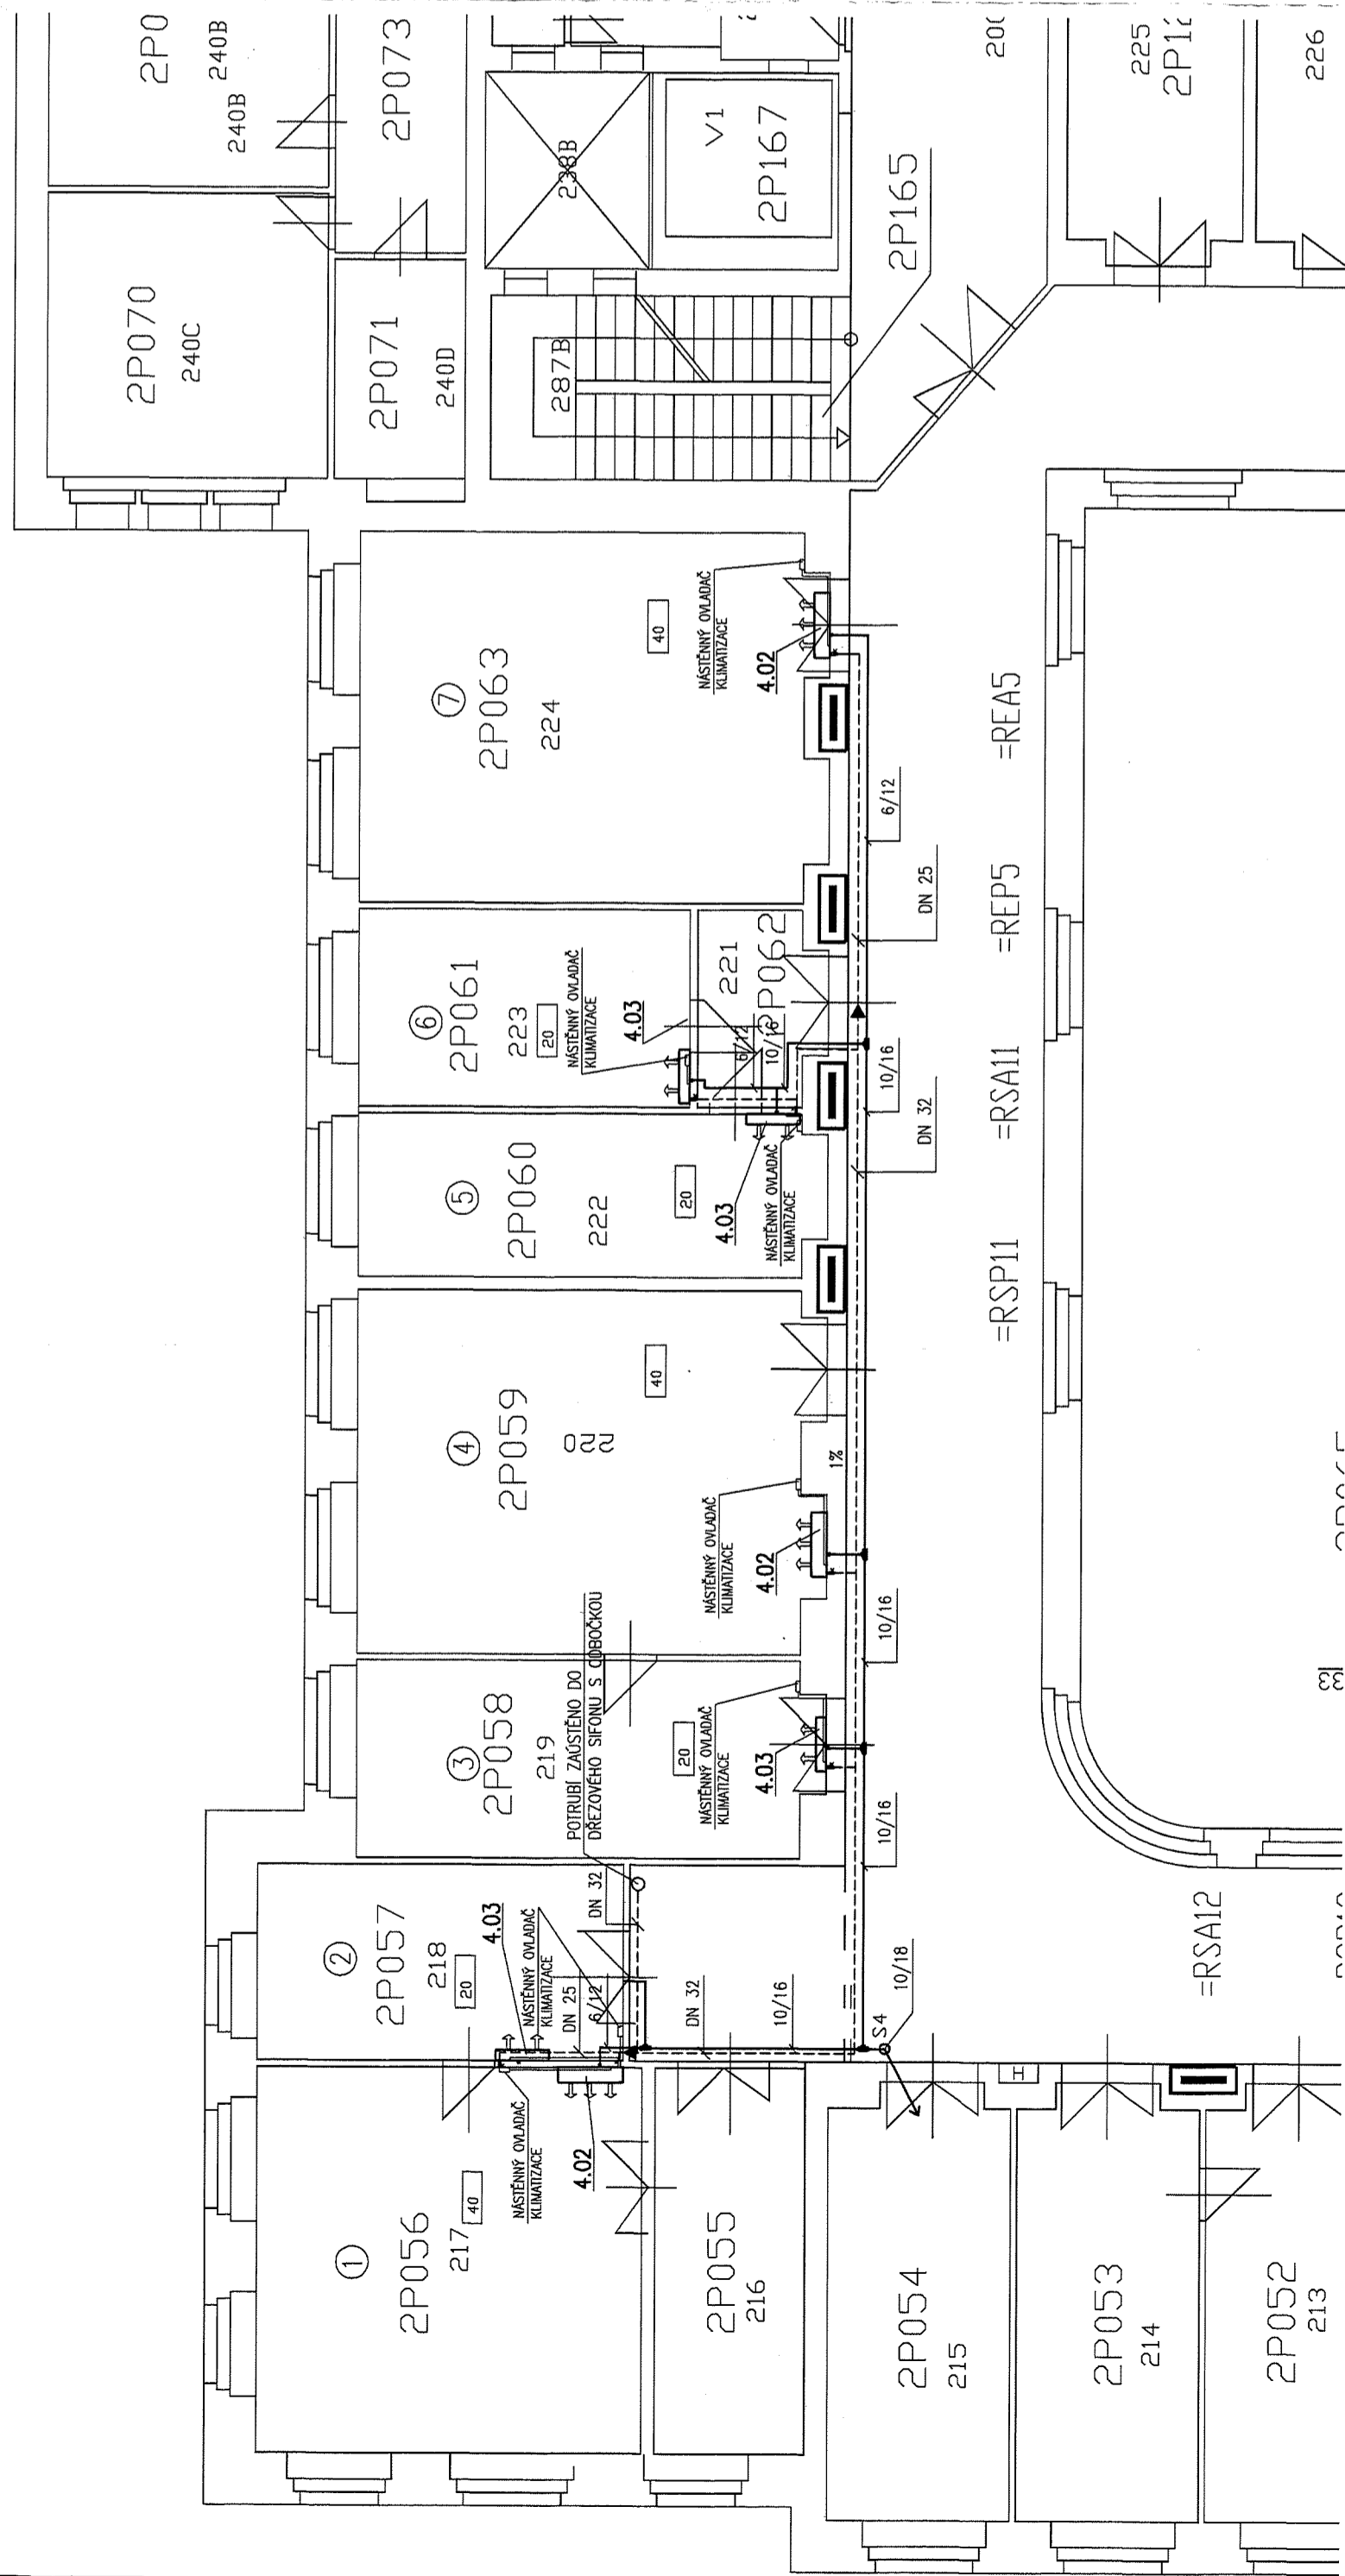 ①
2P056
217
40
NÁSTĚNNÝ OVLADAČ
KLIMATIZACE
4.02
2P055
216
2P054
215
2P053
214
2P052
213
②
2P057
218
20
4.03
NÁSTĚNNÝ OVLADAČ
KLIMATIZACE
DN 25
6/12
DN 32
DN 32
10/16
S4
10/18
H
=RSA12
③
2P058
219
POTRUBÍ ZAÚSTĚNO DO
DŘEZOVÉHO SIFONU S ODBOČKOU
20
NÁSTĚNNÝ OVLADAČ
KLIMATIZACE
4.03
10/16
④
2P059
220
40
NÁSTĚNNÝ OVLADAČ
KLIMATIZACE
4.02
1%
10/16
⑤
2P060
222
20
4.03
NÁSTĚNNÝ OVLADAČ
KLIMATIZACE
DN 32
10/16
=RSP11
=RSA11
⑥
2P061
223
20
NÁSTĚNNÝ OVLADAČ
KLIMATIZACE
4.03
221
2P062
6/12
10/16
DN 25
6/12
=REP5
=REA5
⑦
2P063
224
40
NÁSTĚNNÝ OVLADAČ
KLIMATIZACE
4.02
2P070
240C
2P071
240D
287B
2P165
2P0
240B
240B
2P073
238B
V1
2P167
200
225
2P12
226